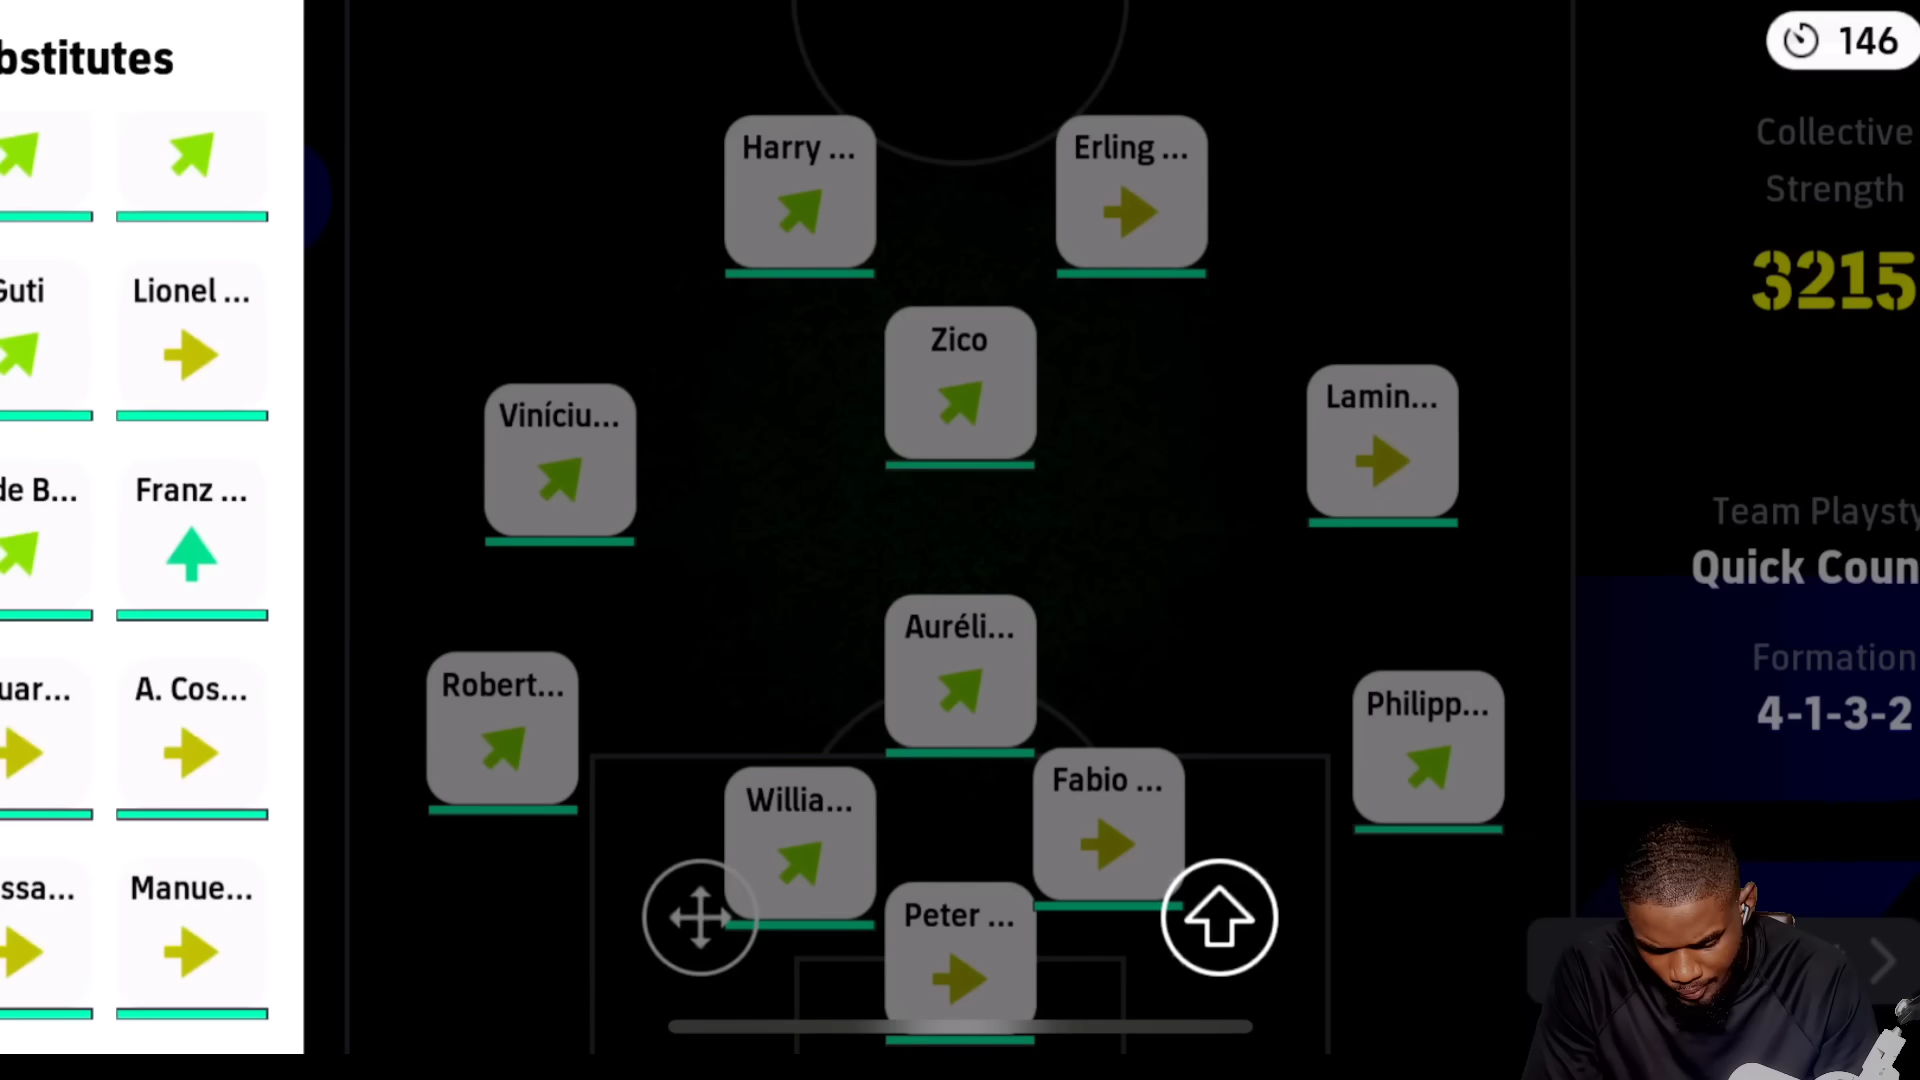 bstitutes
Guti
Lionel ...
de B...
Franz ...
uar...
A. Cos...
ssa...
Manue...
Harry ...
Erling ...
Zico
Viníciu...
Lamin...
Auréli...
Robert...
Philipp...
Willia...
Fabio ...
Peter ...
146
Collective
Strength
3215
Team Playsty
Quick Coun
Formation
4-1-3-2